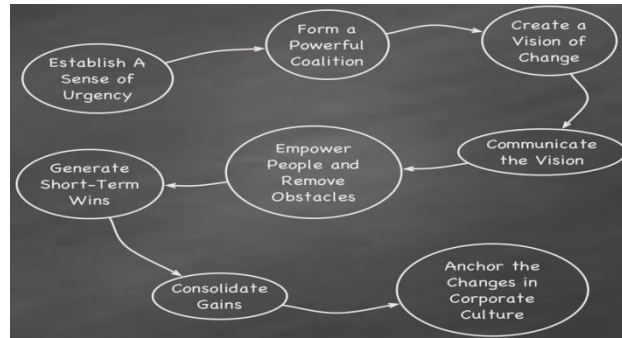 Establish A
Sense of
Urgency
Form a
Powerful
Coalition
Create a
Vision of
Change
Communicate
the Vision
Empower
People and
Remove
Obstacles
Generate
Short-Term
Wins
Consolidate
Gains
Anchor the
Changes in
Corporate
Culture